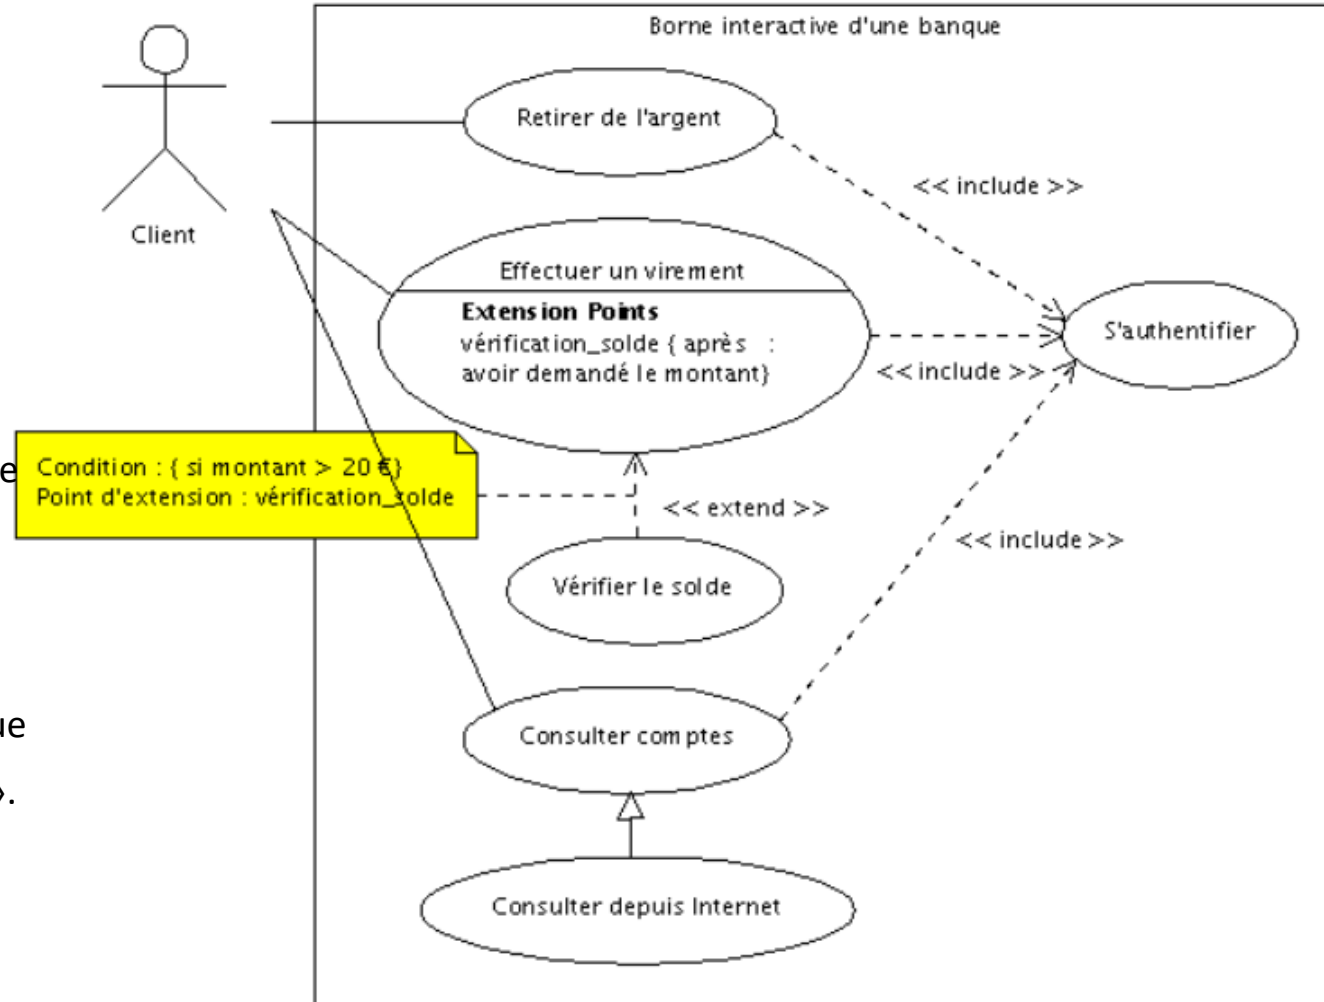 Borne interactive d'une banque
Retirer de l'argent
<< include >>
Client
Effectuer un virement
Extension Points
vérification_solde { après :
avoir demandé le montant}
S'authentifier
<< include >>
e
Condition : { si montant > 20 €}
Point d'extension : vérification_solde
<< extend >>
<< include >>
Vérifier le solde
ue
Consulter comptes
».
Consulter depuis Internet